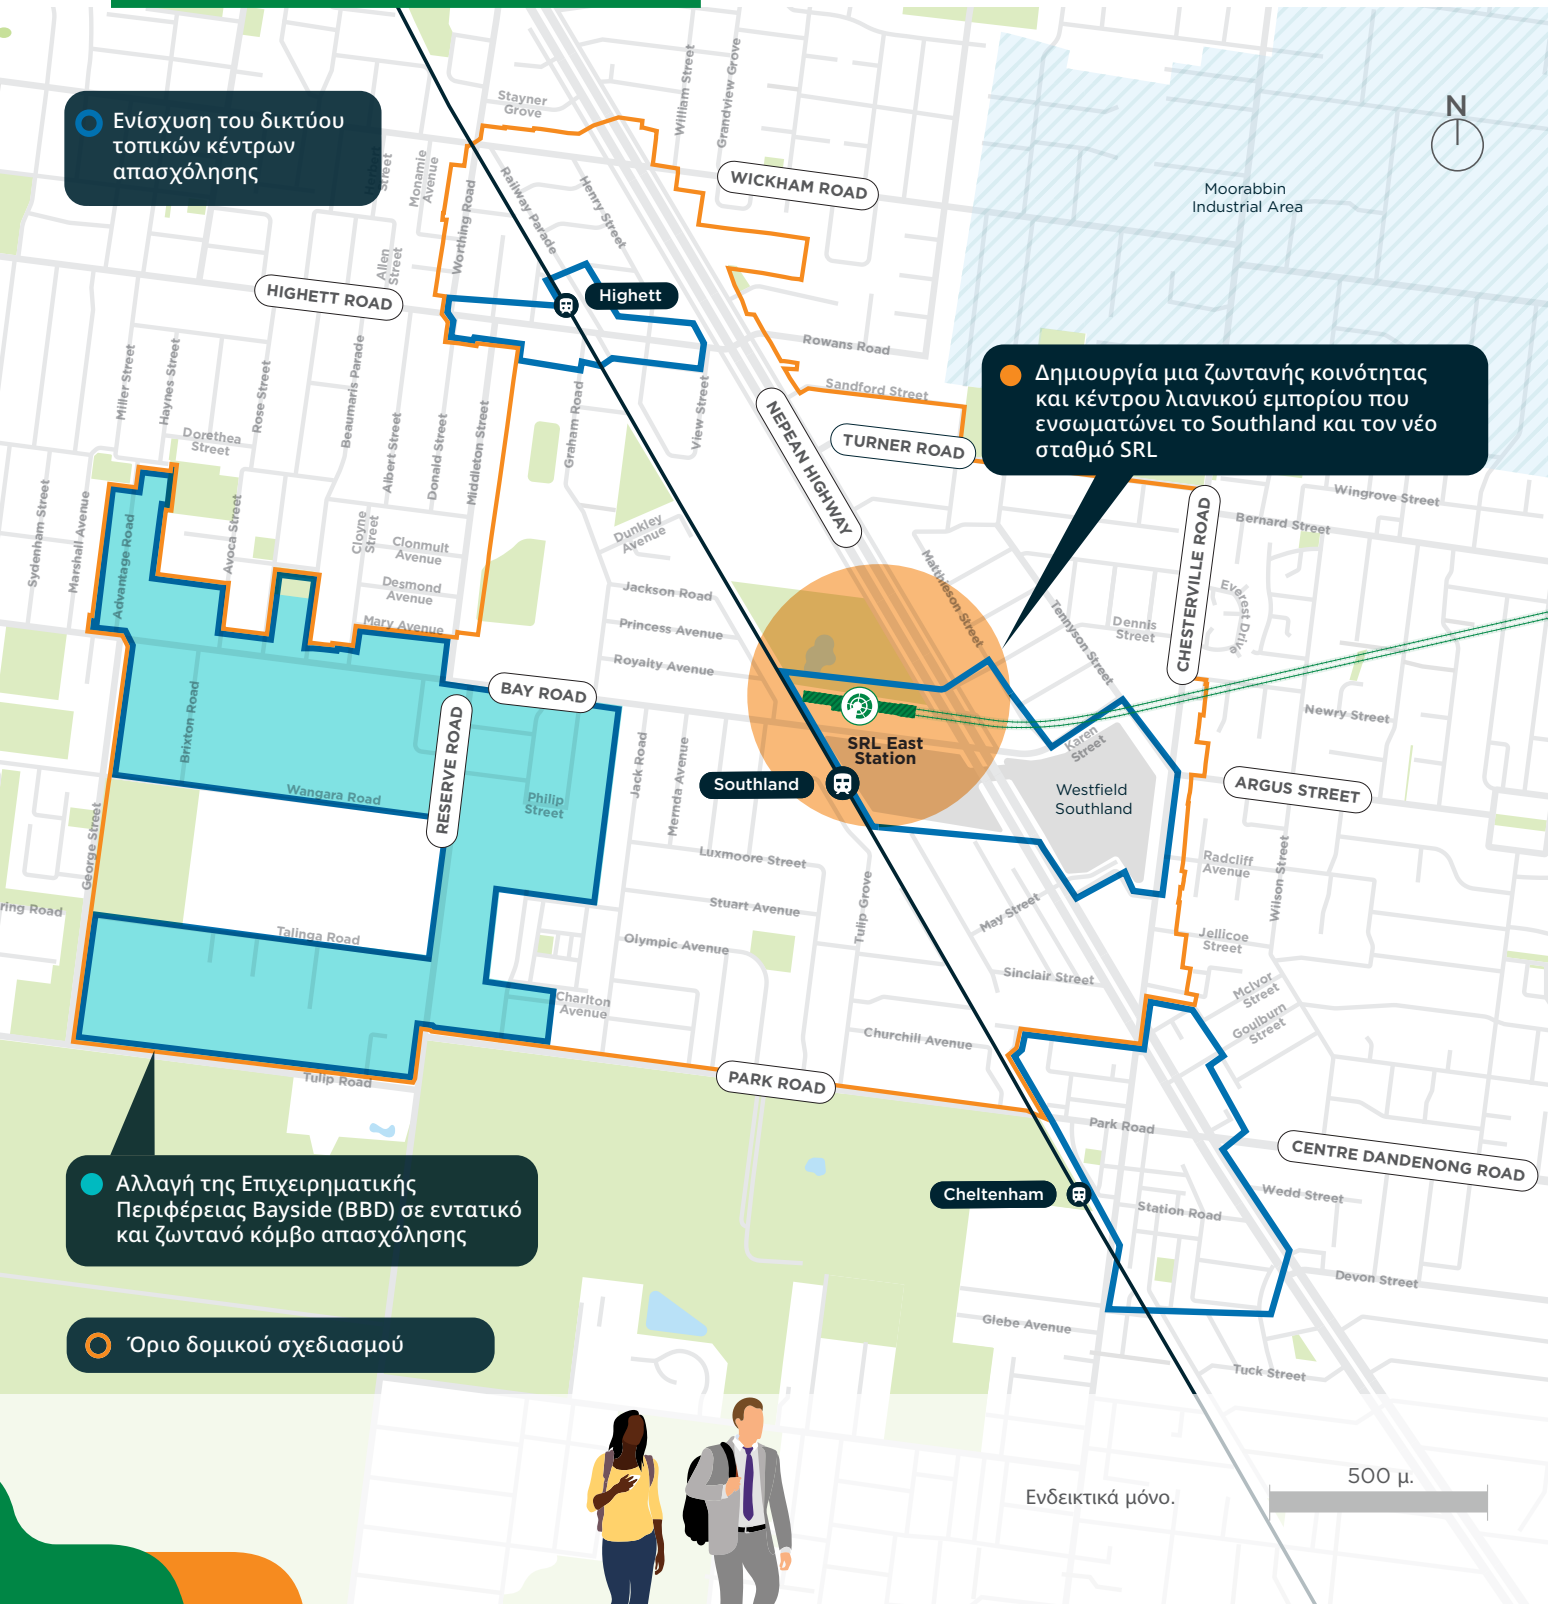 Ενίσχυση του δικτύου
τοπικών κέντρων
απασχόλησης
Stayner
Grove
William Street
Grandview Grove
N
Moorabbin
Industrial Area
WICKHAM ROAD
Street
Monamie
Avenue
Allen
Street
Worthing Road
Railway Parade
Henry Street
HIGHETT ROAD
Highett
Rowans Road
Sandford Street
Δημιουργία μια ζωντανής κοινότητας
και κέντρου λιανικού εμπορίου που
ενσωματώνει το Southland και τον νέο
σταθμό SRL
TURNER ROAD
NEPEAN HIGHWAY
CHESTERVILLE ROAD
Wingrove Street
Bernard Street
Miller Street
Haynes Street
Dorethea
Street
Rose Street
Beaumaris Parade
Albert Street
Donald Street
Middleton Street
Graham Road
View Street
Sydenham Street
Marshall Avenue
Advantage Road
Avoca Street
Cloyne
Street
Clonmult
Avenue
Desmond
Avenue
Mary Avenue
Dunkley
Avenue
Jackson Road
Princess Avenue
Royalty Avenue
Matthieson Street
Tennyson Street
Dennis
Street
Everest Drive
BAY ROAD
RESERVE ROAD
Brixton Road
Wangara Road
Philip
Street
Jack Road
Mernda Avenue
SRL East
Station
Southland
Karen
Street
Westfield
Southland
Newry Street
ARGUS STREET
George Street
ring Road
Talinga Road
Luxmoore Street
Stuart Avenue
Olympic Avenue
Tulip Grove
May Street
Sinclair Street
Radcliff
Avenue
Wilson Street
Jellicoe
Street
McIvor
Street
Goulburn
Street
Charlton
Avenue
Churchill Avenue
Tulip Road
PARK ROAD
Park Road
CENTRE DANDENONG ROAD
Αλλαγή της Επιχειρηματικής
Περιφέρειας Bayside (BBD) σε εντατικό
και ζωντανό κόμβο απασχόλησης
Cheltenham
Station Road
Wedd Street
Devon Street
Glebe Avenue
Tuck Street
Όριο δομικού σχεδιασμού
Ενδεικτικά μόνο.
500 μ.